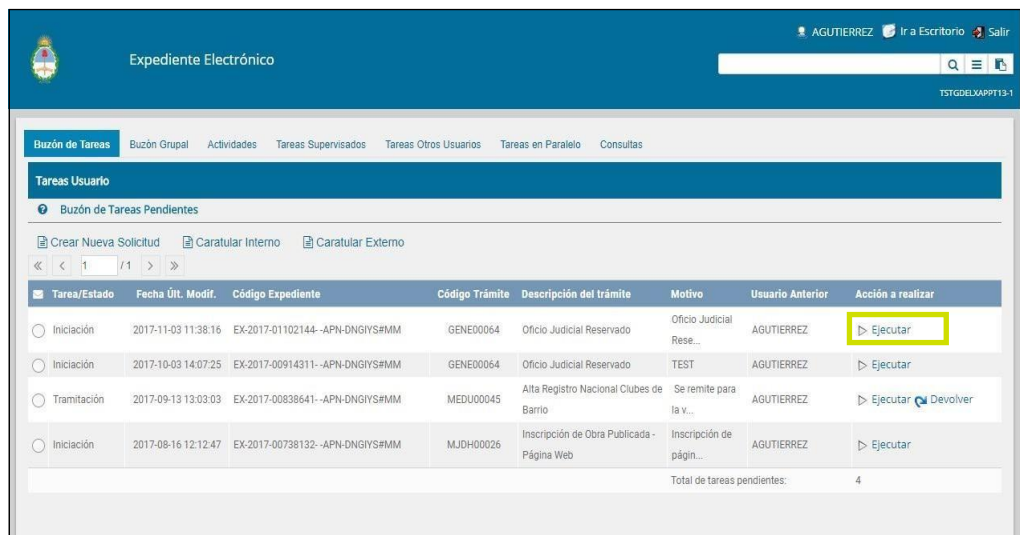 AGUTIERREZ Ir a Escritorio Salir
Expediente Electrónico
TSTGDELXAPPT13-1
Buzón de Tareas Buzón Grupal Actividades Tareas Supervisados Tareas Otros Usuarios Tareas en Paralelo Consultas
Tareas Usuario
Buzón de Tareas Pendientes
Crear Nueva Solicitud Caratular Interno Caratular Externo
1 / 1
Tarea/Estado Fecha Últ. Modif. Código Expediente Código Trámite Descripción del trámite Motivo Usuario Anterior Acción a realizar
Iniciación 2017-11-03 11:38:16 EX-2017-01102144- -APN-DNGIYS#MM GENE00064 Oficio Judicial Reservado Oficio Judicial Rese... AGUTIERREZ Ejecutar
Iniciación 2017-10-03 14:07:25 EX-2017-00914311- -APN-DNGIYS#MM GENE00064 Oficio Judicial Reservado TEST AGUTIERREZ Ejecutar
Tramitación 2017-09-13 13:03:03 EX-2017-00838641- -APN-DNGIYS#MM MEDU00045 Alta Registro Nacional Clubes de Barrio Se remite para la v... AGUTIERREZ Ejecutar Devolver
Iniciación 2017-08-16 12:12:47 EX-2017-00738132- -APN-DNGIYS#MM MJDH00026 Inscripción de Obra Publicada - Página Web Inscripción de págin... AGUTIERREZ Ejecutar
Total de tareas pendientes: 4